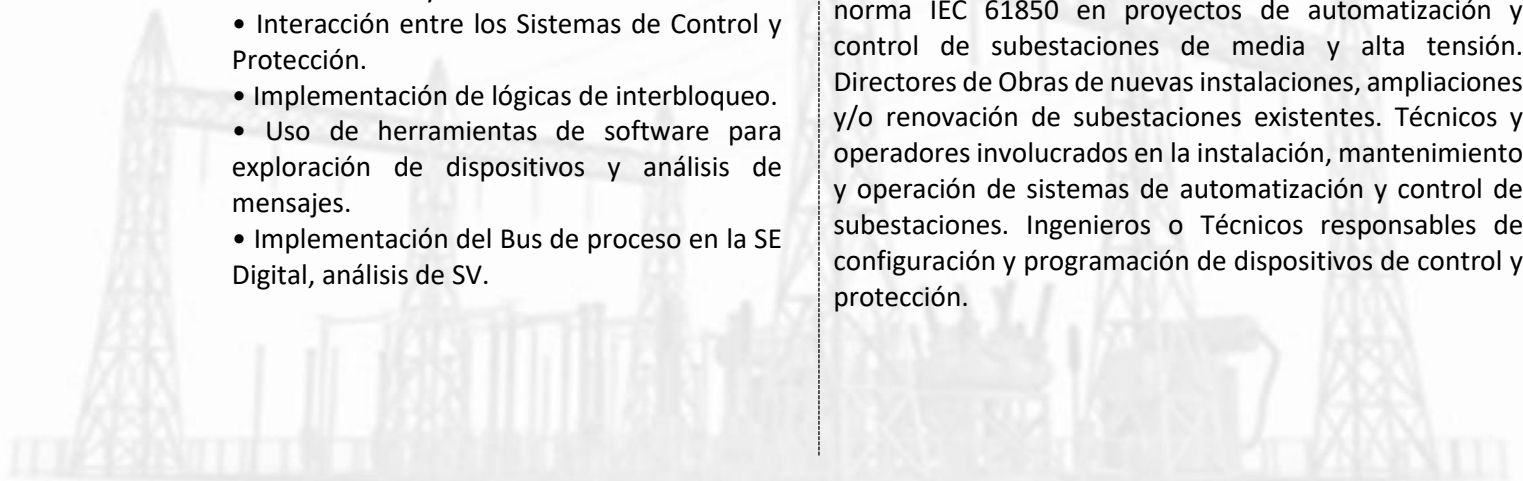 • Interacción entre los Sistemas de Control y
Protección.
• Implementación de lógicas de interbloqueo.
• Uso de herramientas de software para
exploración de dispositivos y análisis de
mensajes.
• Implementación del Bus de proceso en la SE
Digital, análisis de SV.
norma IEC 61850 en proyectos de automatización y
control de subestaciones de media y alta tensión.
Directores de Obras de nuevas instalaciones, ampliaciones
y/o renovación de subestaciones existentes. Técnicos y
operadores involucrados en la instalación, mantenimiento
y operación de sistemas de automatización y control de
subestaciones. Ingenieros o Técnicos responsables de
configuración y programación de dispositivos de control y
protección.